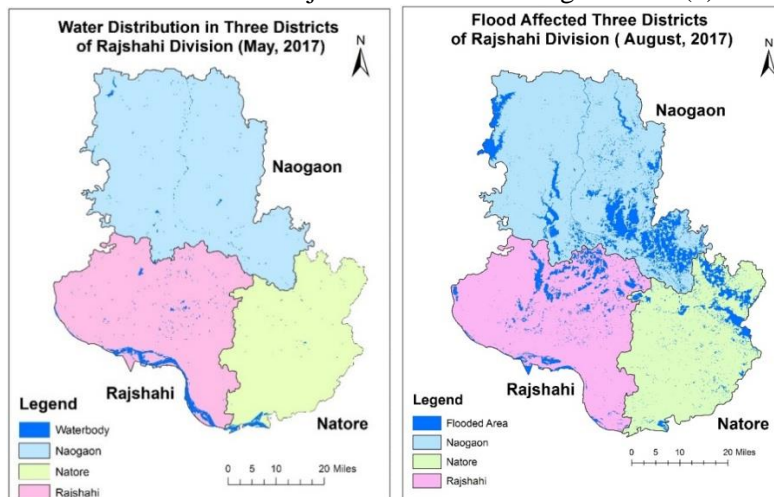 Water Distribution in Three Districts
of Rajshahi Division (May, 2017)
N
Naogaon
Rajshahi
Natore
Legend
Waterbody
Naogaon
Natore
Rajshahi
0 5 10 20 Miles
Flood Affected Three Districts
of Rajshahi Division ( August, 2017)
N
Naogaon
Rajshahi
Natore
Legend
Flooded Area
Naogaon
Natore
Rajshahi
0 5 10 20 Miles